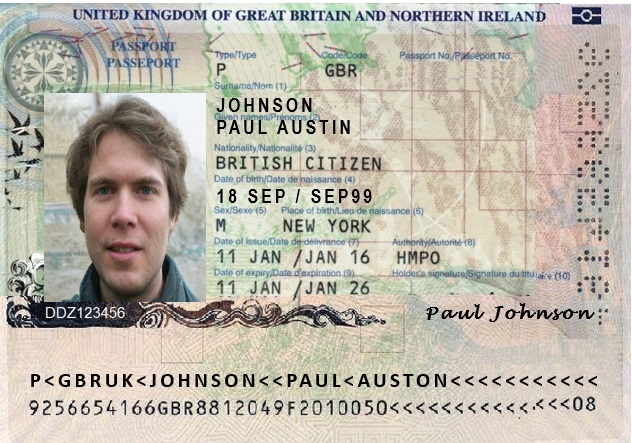 UNITED KINGDOM OF GREAT BRITAIN AND NORTHERN IRELAND
PASSPORT
PASSEPORT
Type/Type Code/Code Passport No./Passeport No.
P GBR
Surname/Nom (1)
JOHNSON
Given names/Prénoms (2)
PAUL AUSTIN
Nationality/Nationalité (3)
BRITISH CITIZEN
Date of birth/Date de naissance (4)
18 SEP / SEP99
Sex/Sexe (5) Place of birth/Lieu de naissance (6)
M NEW YORK
Date of issue/Date de délivrance (7) Authority/Autorité (8)
11 JAN /JAN 16 HMPO
Date of expiry/Date d'expiration (9) Holder's signature/Signature du titulaire (10)
11 JAN /JAN 26
DDZ123456
Paul Johnson
P<GBRUK<JOHNSON<<PAUL<AUSTON<<<<<<<<<<<
9256654166GBR8812049F2010050<<<<<<<<<<<<<<<08